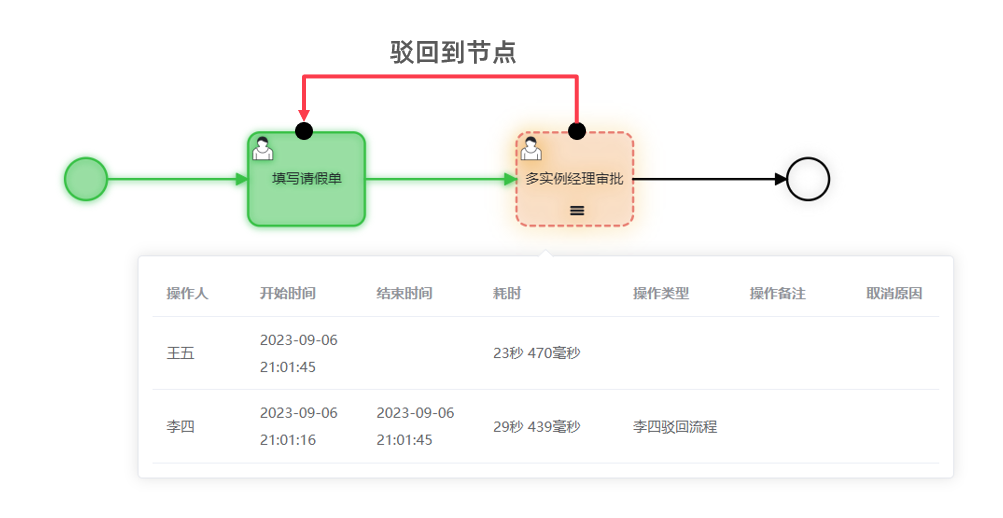 驳回到节点
填写请假单
多实例经理审批
操作人 开始时间 结束时间 耗时 操作类型 操作备注 取消原因
王五 2023-09-06 21:01:45 23秒 470毫秒
李四 2023-09-06 21:01:16 2023-09-06 21:01:45 29秒 439毫秒 李四驳回流程